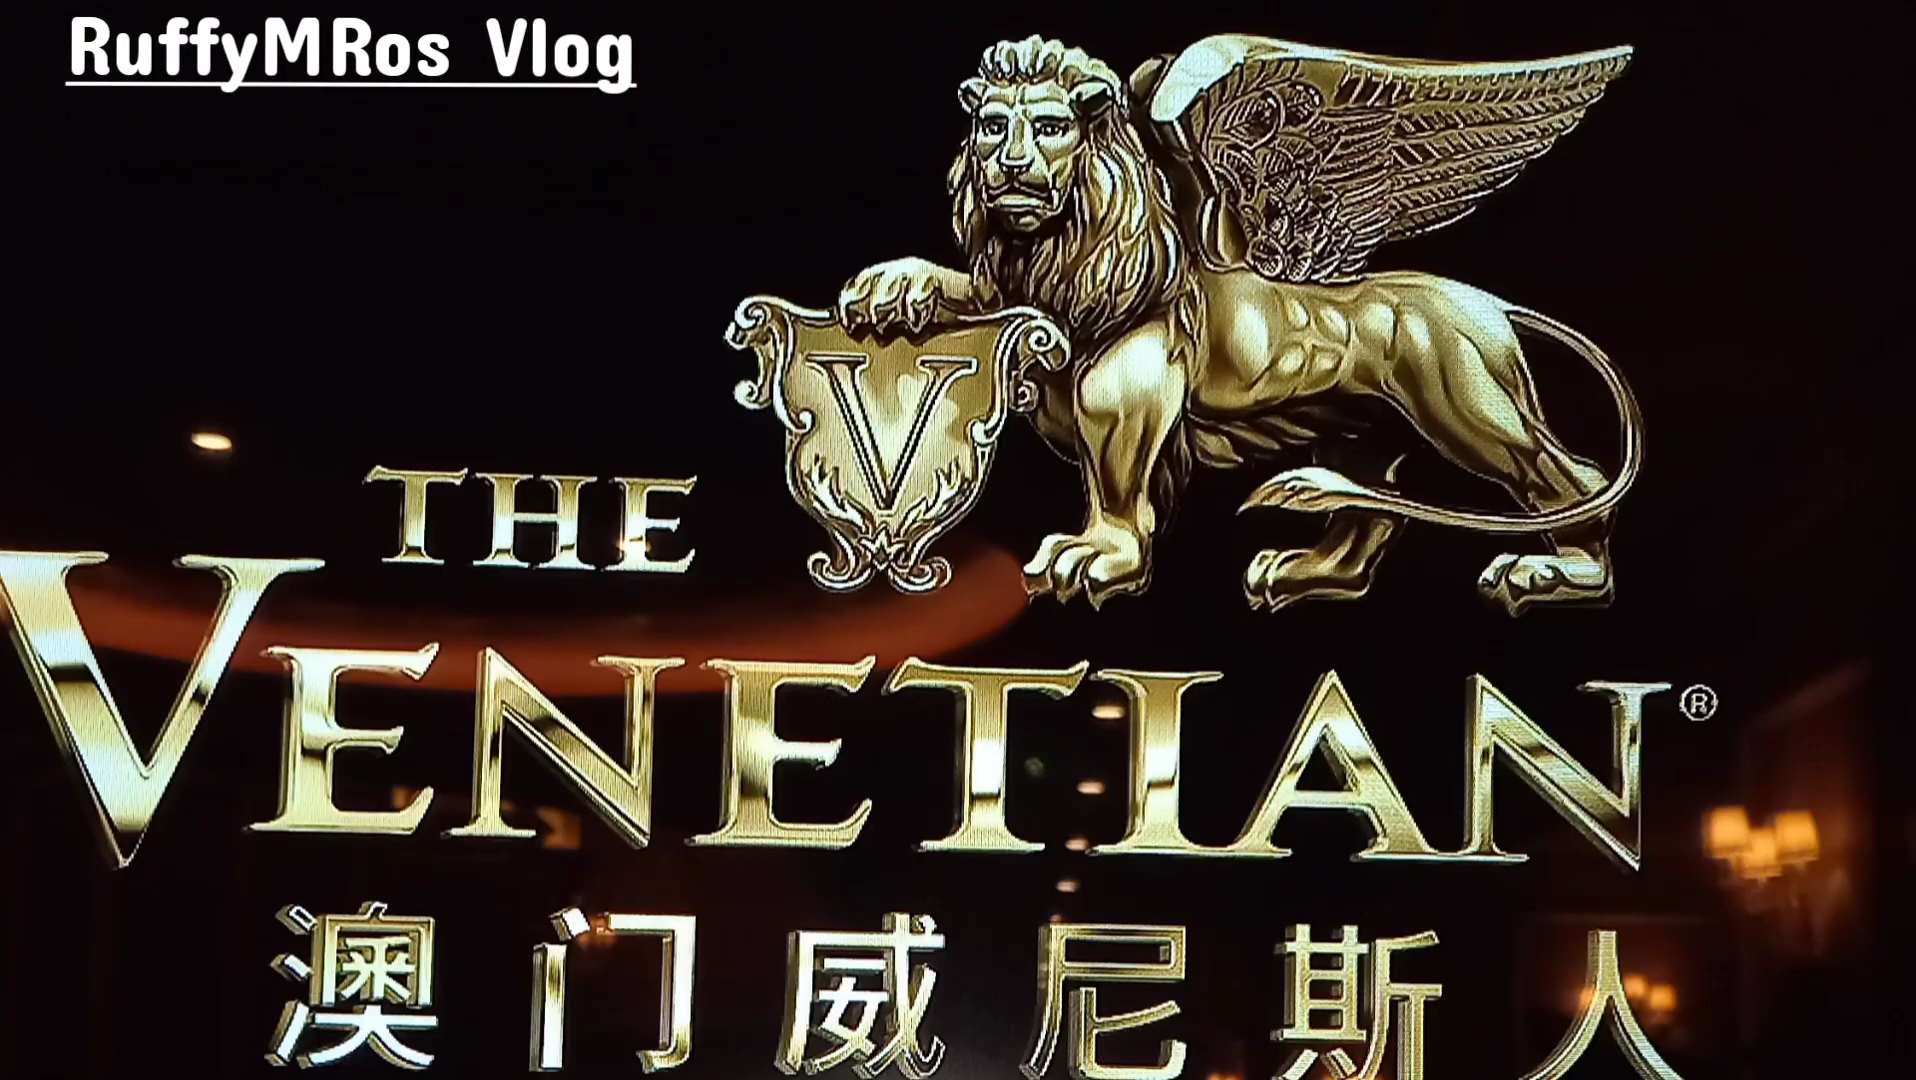 RuffyMRos Vlog
V
THE
VENETIAN®
澳门威尼斯人